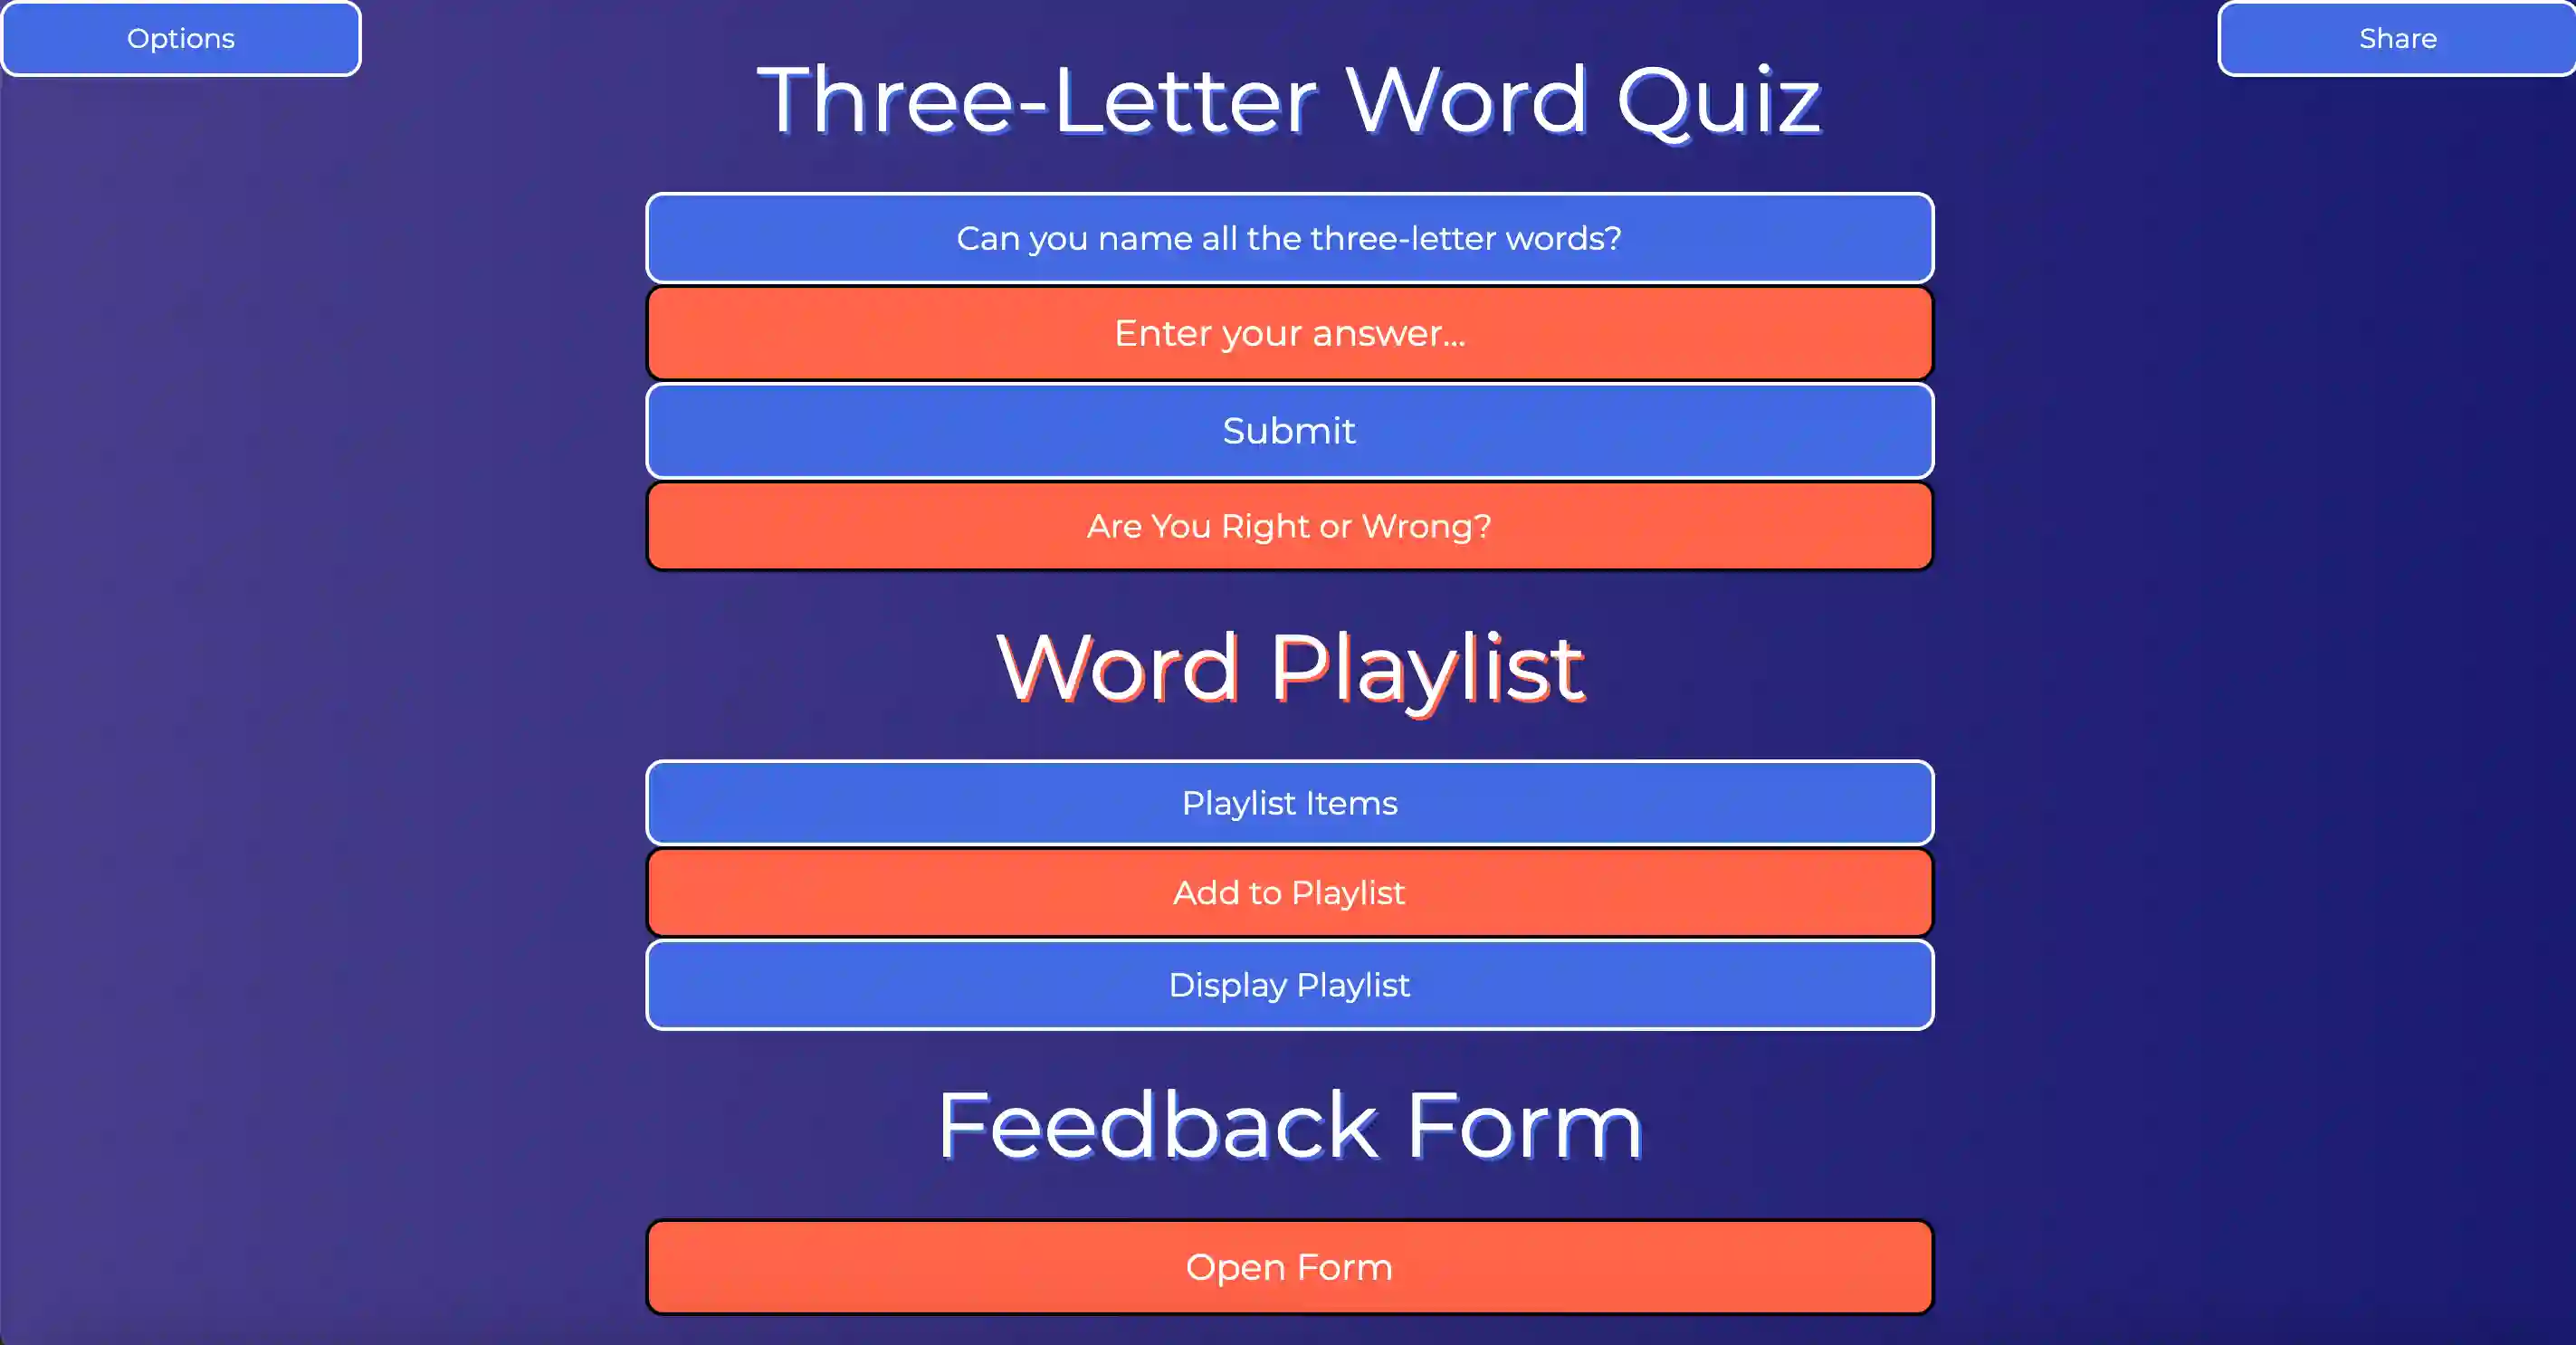 Options
Share
Three-Letter Word Quiz
Can you name all the three-letter words?
Enter your answer...
Submit
Are You Right or Wrong?
Word Playlist
Playlist Items
Add to Playlist
Display Playlist
Feedback Form
Open Form